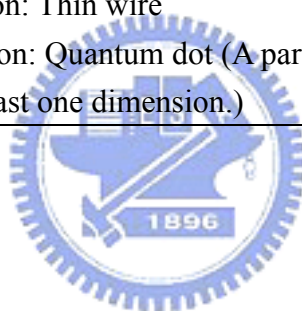 on: Thin wire
on: Quantum dot (A par
ast one dimension.)
1896